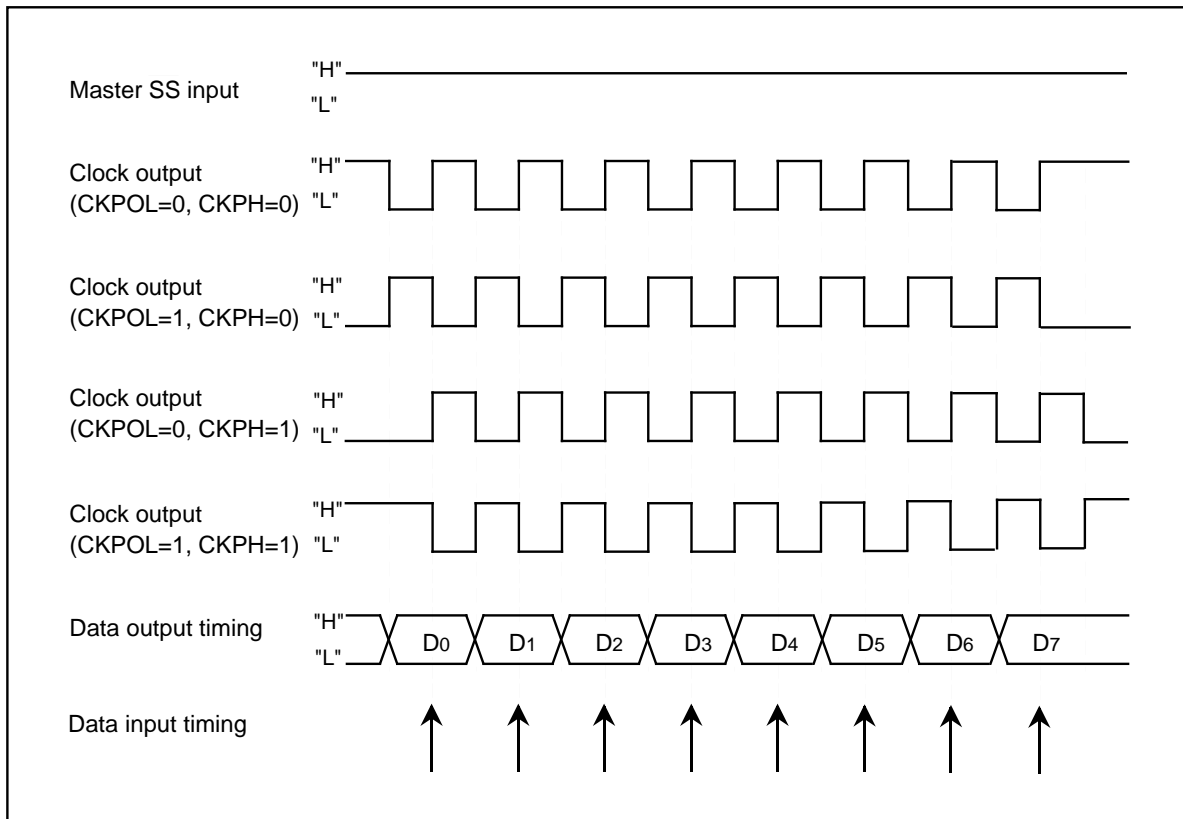 Master SS input
"H"
"L"
Clock output
(CKPOL=0, CKPH=0)
"H"
"L"
Clock output
(CKPOL=1, CKPH=0)
"H"
"L"
Clock output
(CKPOL=0, CKPH=1)
"H"
"L"
Clock output
(CKPOL=1, CKPH=1)
"H"
"L"
Data output timing
"H"
"L"
D0 D1 D2 D3 D4 D5 D6 D7
Data input timing